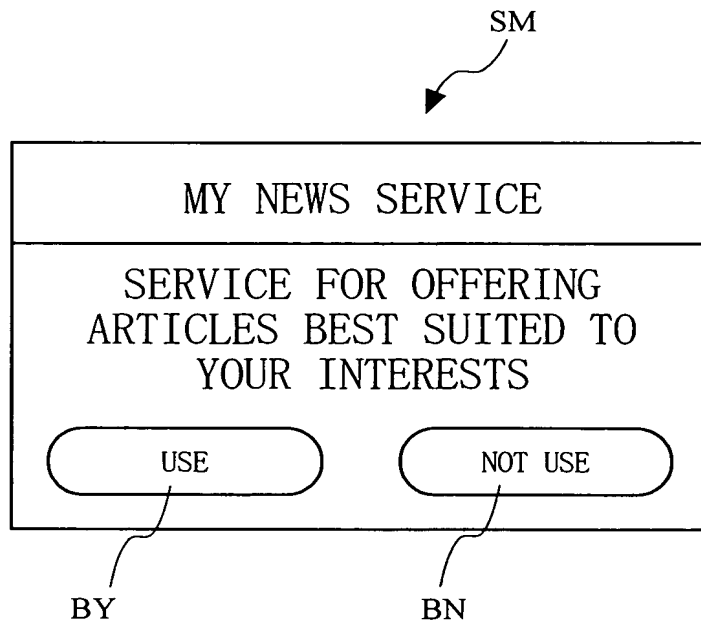 SM
MY NEWS SERVICE
SERVICE FOR OFFERING
ARTICLES BEST SUITED TO
YOUR INTERESTS
USE
NOT USE
BY
BN